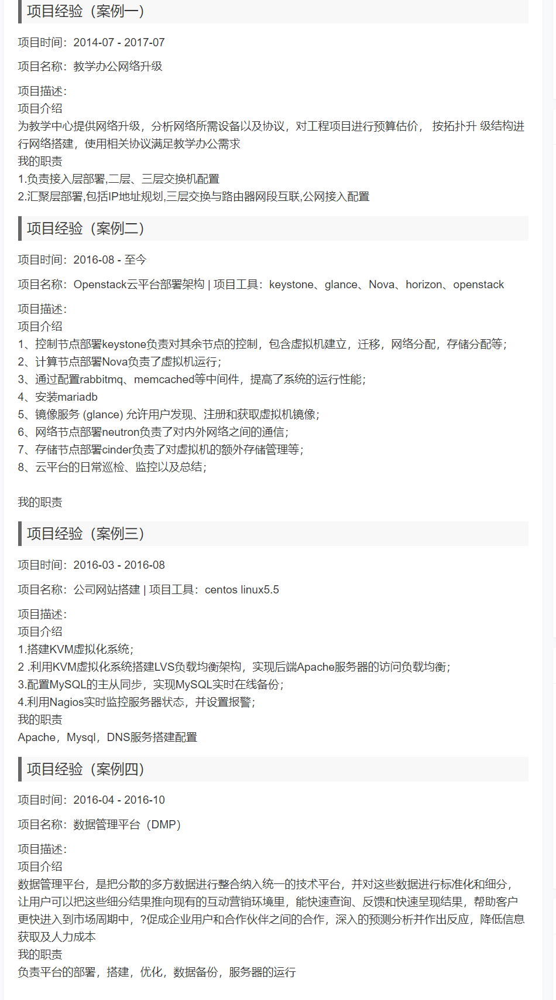 项目经验（案例一）
项目时间：2014-07 - 2017-07
项目名称：教学办公网络升级
项目描述：
项目介绍
为教学中心提供网络升级，分析网络所需设备以及协议，对工程项目进行预算估价， 按拓扑升 级结构进
行网络搭建，使用相关协议满足教学办公需求
我的职责
1.负责接入层部署,二层、三层交换机配置
2.汇聚层部署,包括IP地址规划,三层交换与路由器网段互联,公网接入配置
项目经验（案例二）
项目时间：2016-08 - 至今
项目名称：Openstack云平台部署架构 | 项目工具：keystone、glance、Nova、horizon、openstack
项目描述：
项目介绍
1、控制节点部署keystone负责对其余节点的控制，包含虚拟机建立，迁移，网络分配，存储分配等；
2、计算节点部署Nova负责了虚拟机运行；
3、通过配置rabbitmq、memcached等中间件，提高了系统的运行性能；
4、安装mariadb
5、镜像服务 (glance) 允许用户发现、注册和获取虚拟机镜像；
6、网络节点部署neutron负责了对内外网络之间的通信；
7、存储节点部署cinder负责了对虚拟机的额外存储管理等；
8、云平台的日常巡检、监控以及总结；
我的职责
项目经验（案例三）
项目时间：2016-03 - 2016-08
项目名称：公司网站搭建 | 项目工具：centos linux5.5
项目描述：
项目介绍
1.搭建KVM虚拟化系统；
2 .利用KVM虚拟化系统搭建LVS负载均衡架构，实现后端Apache服务器的访问负载均衡；
3.配置MySQL的主从同步，实现MySQL实时在线备份；
4.利用Nagios实时监控服务器状态，并设置报警；
我的职责
Apache，Mysql，DNS服务搭建配置
项目经验（案例四）
项目时间：2016-04 - 2016-10
项目名称：数据管理平台（DMP）
项目描述：
项目介绍
数据管理平台，是把分散的多方数据进行整合纳入统一的技术平台，并对这些数据进行标准化和细分，
让用户可以把这些细分结果推向现有的互动营销环境里，能快速查询、反馈和快速呈现结果，帮助客户
更快进入到市场周期中，?促成企业用户和合作伙伴之间的合作，深入的预测分析并作出反应，降低信息
获取及人力成本
我的职责
负责平台的部署，搭建，优化，数据备份，服务器的运行